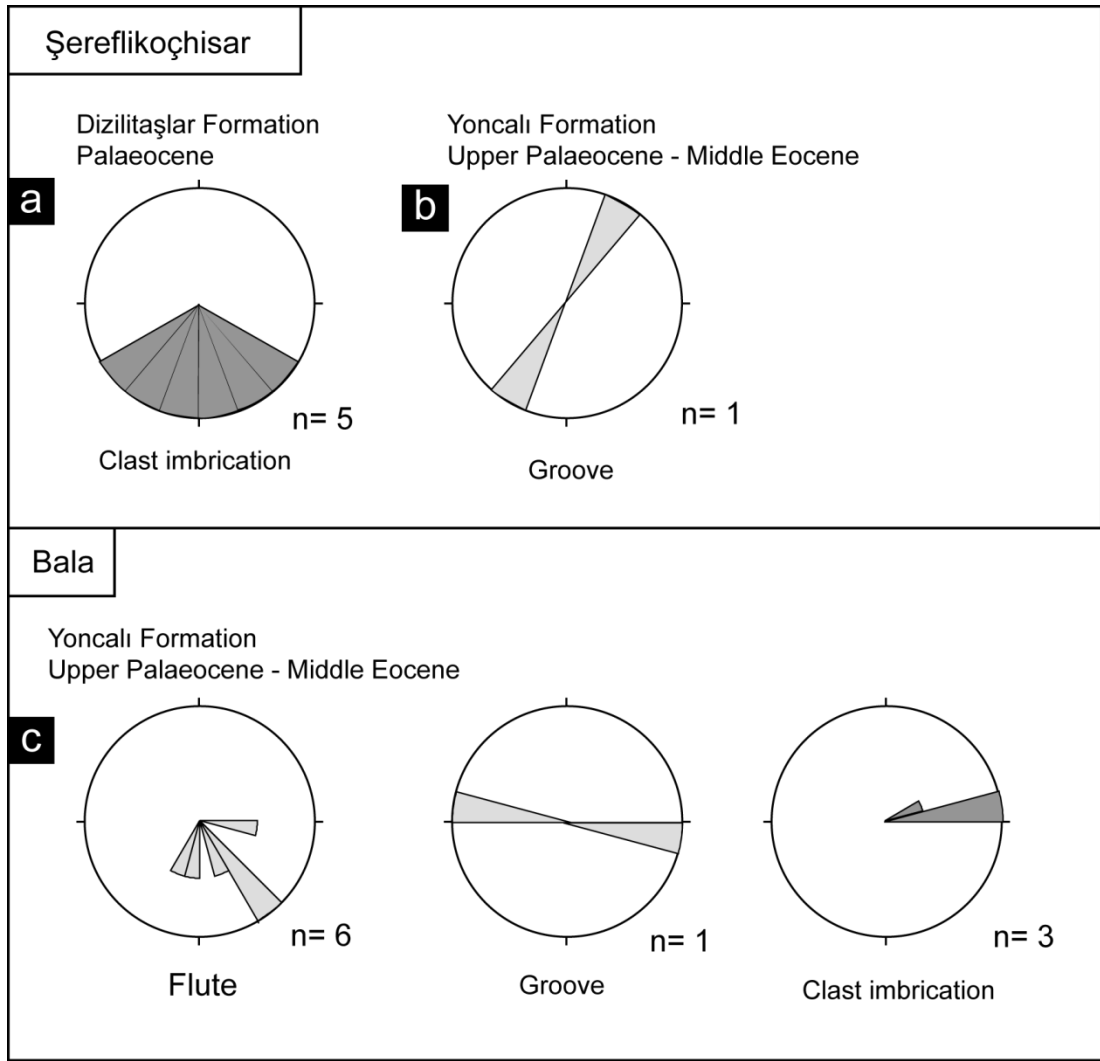 Şereflikoçhisar
Dizilitaşlar Formation
Palaeocene
a
n= 5
Clast imbrication
Yoncalı Formation
Upper Palaeocene - Middle Eocene
b
n= 1
Groove
Bala
Yoncalı Formation
Upper Palaeocene - Middle Eocene
c
n= 6
Flute
n= 1
Groove
n= 3
Clast imbrication